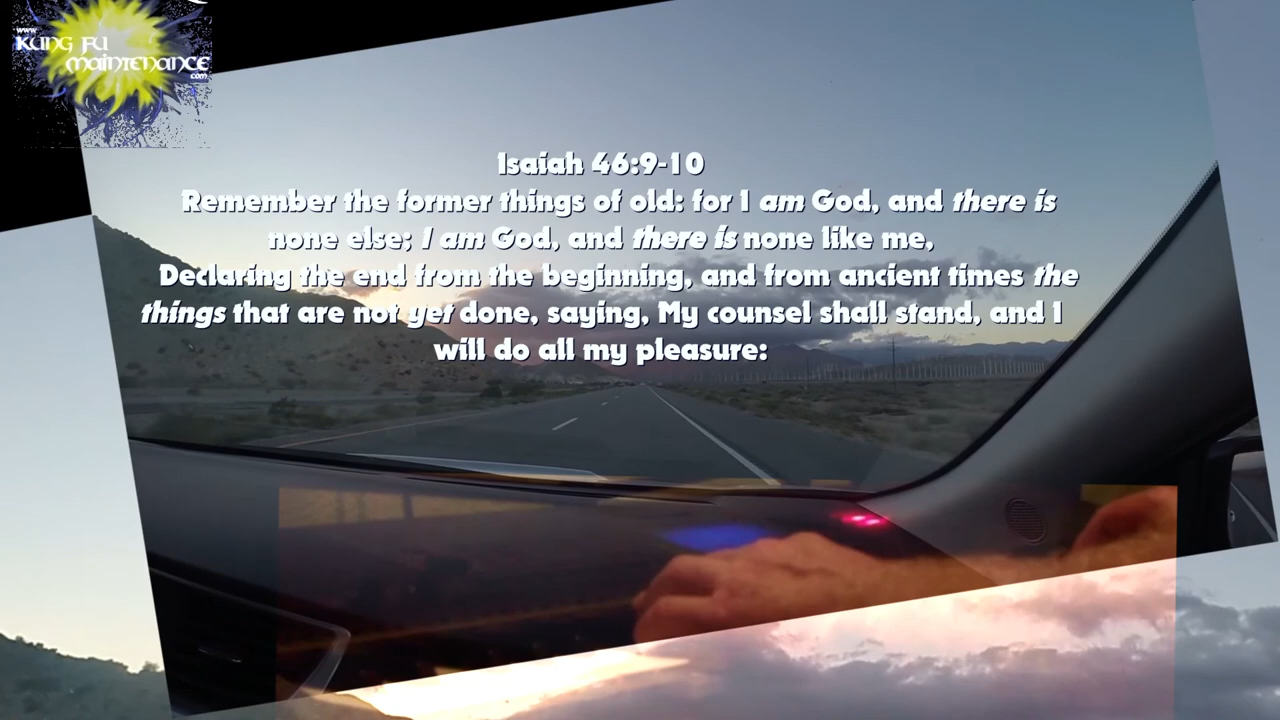 www.
Kung Fu
Maintenance
.com
Isaiah 46:9-10
Remember the former things of old: for I am God, and there is
none else; I am God, and there is none like me,
Declaring the end from the beginning, and from ancient times the
things that are not yet done, saying, My counsel shall stand, and I
will do all my pleasure: